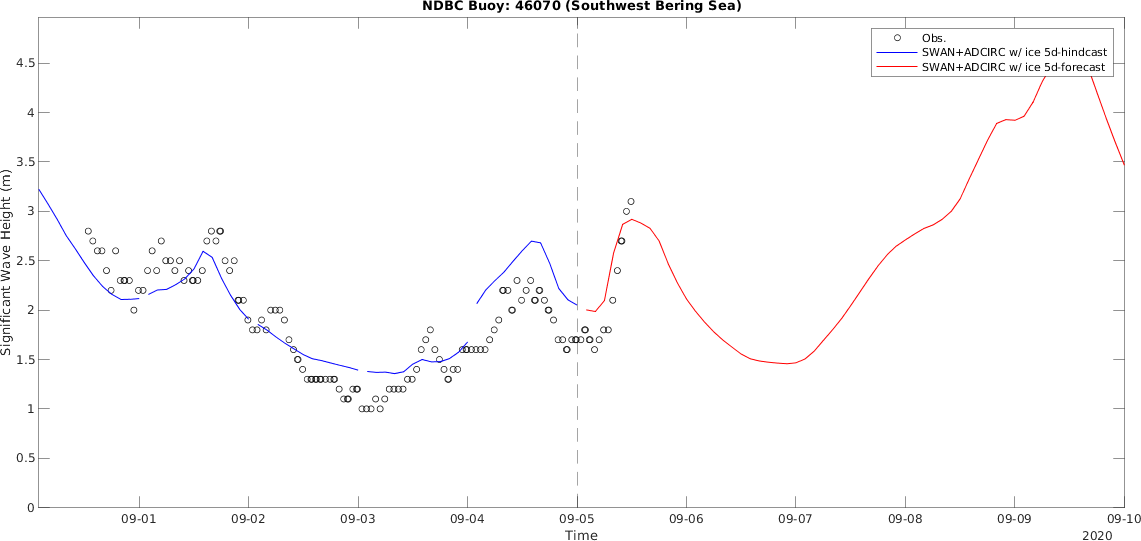 NDBC Buoy: 46070 (Southwest Bering Sea)
Obs.
SWAN+ADCIRC w/ ice 5d-hindcast
SWAN+ADCIRC w/ ice 5d-forecast
Significant Wave Height (m)
4.5
4
3.5
3
2.5
2
1.5
1
0.5
0
09-01 09-02 09-03 09-04 09-05 09-06 09-07 09-08 09-09 09-10
Time
2020